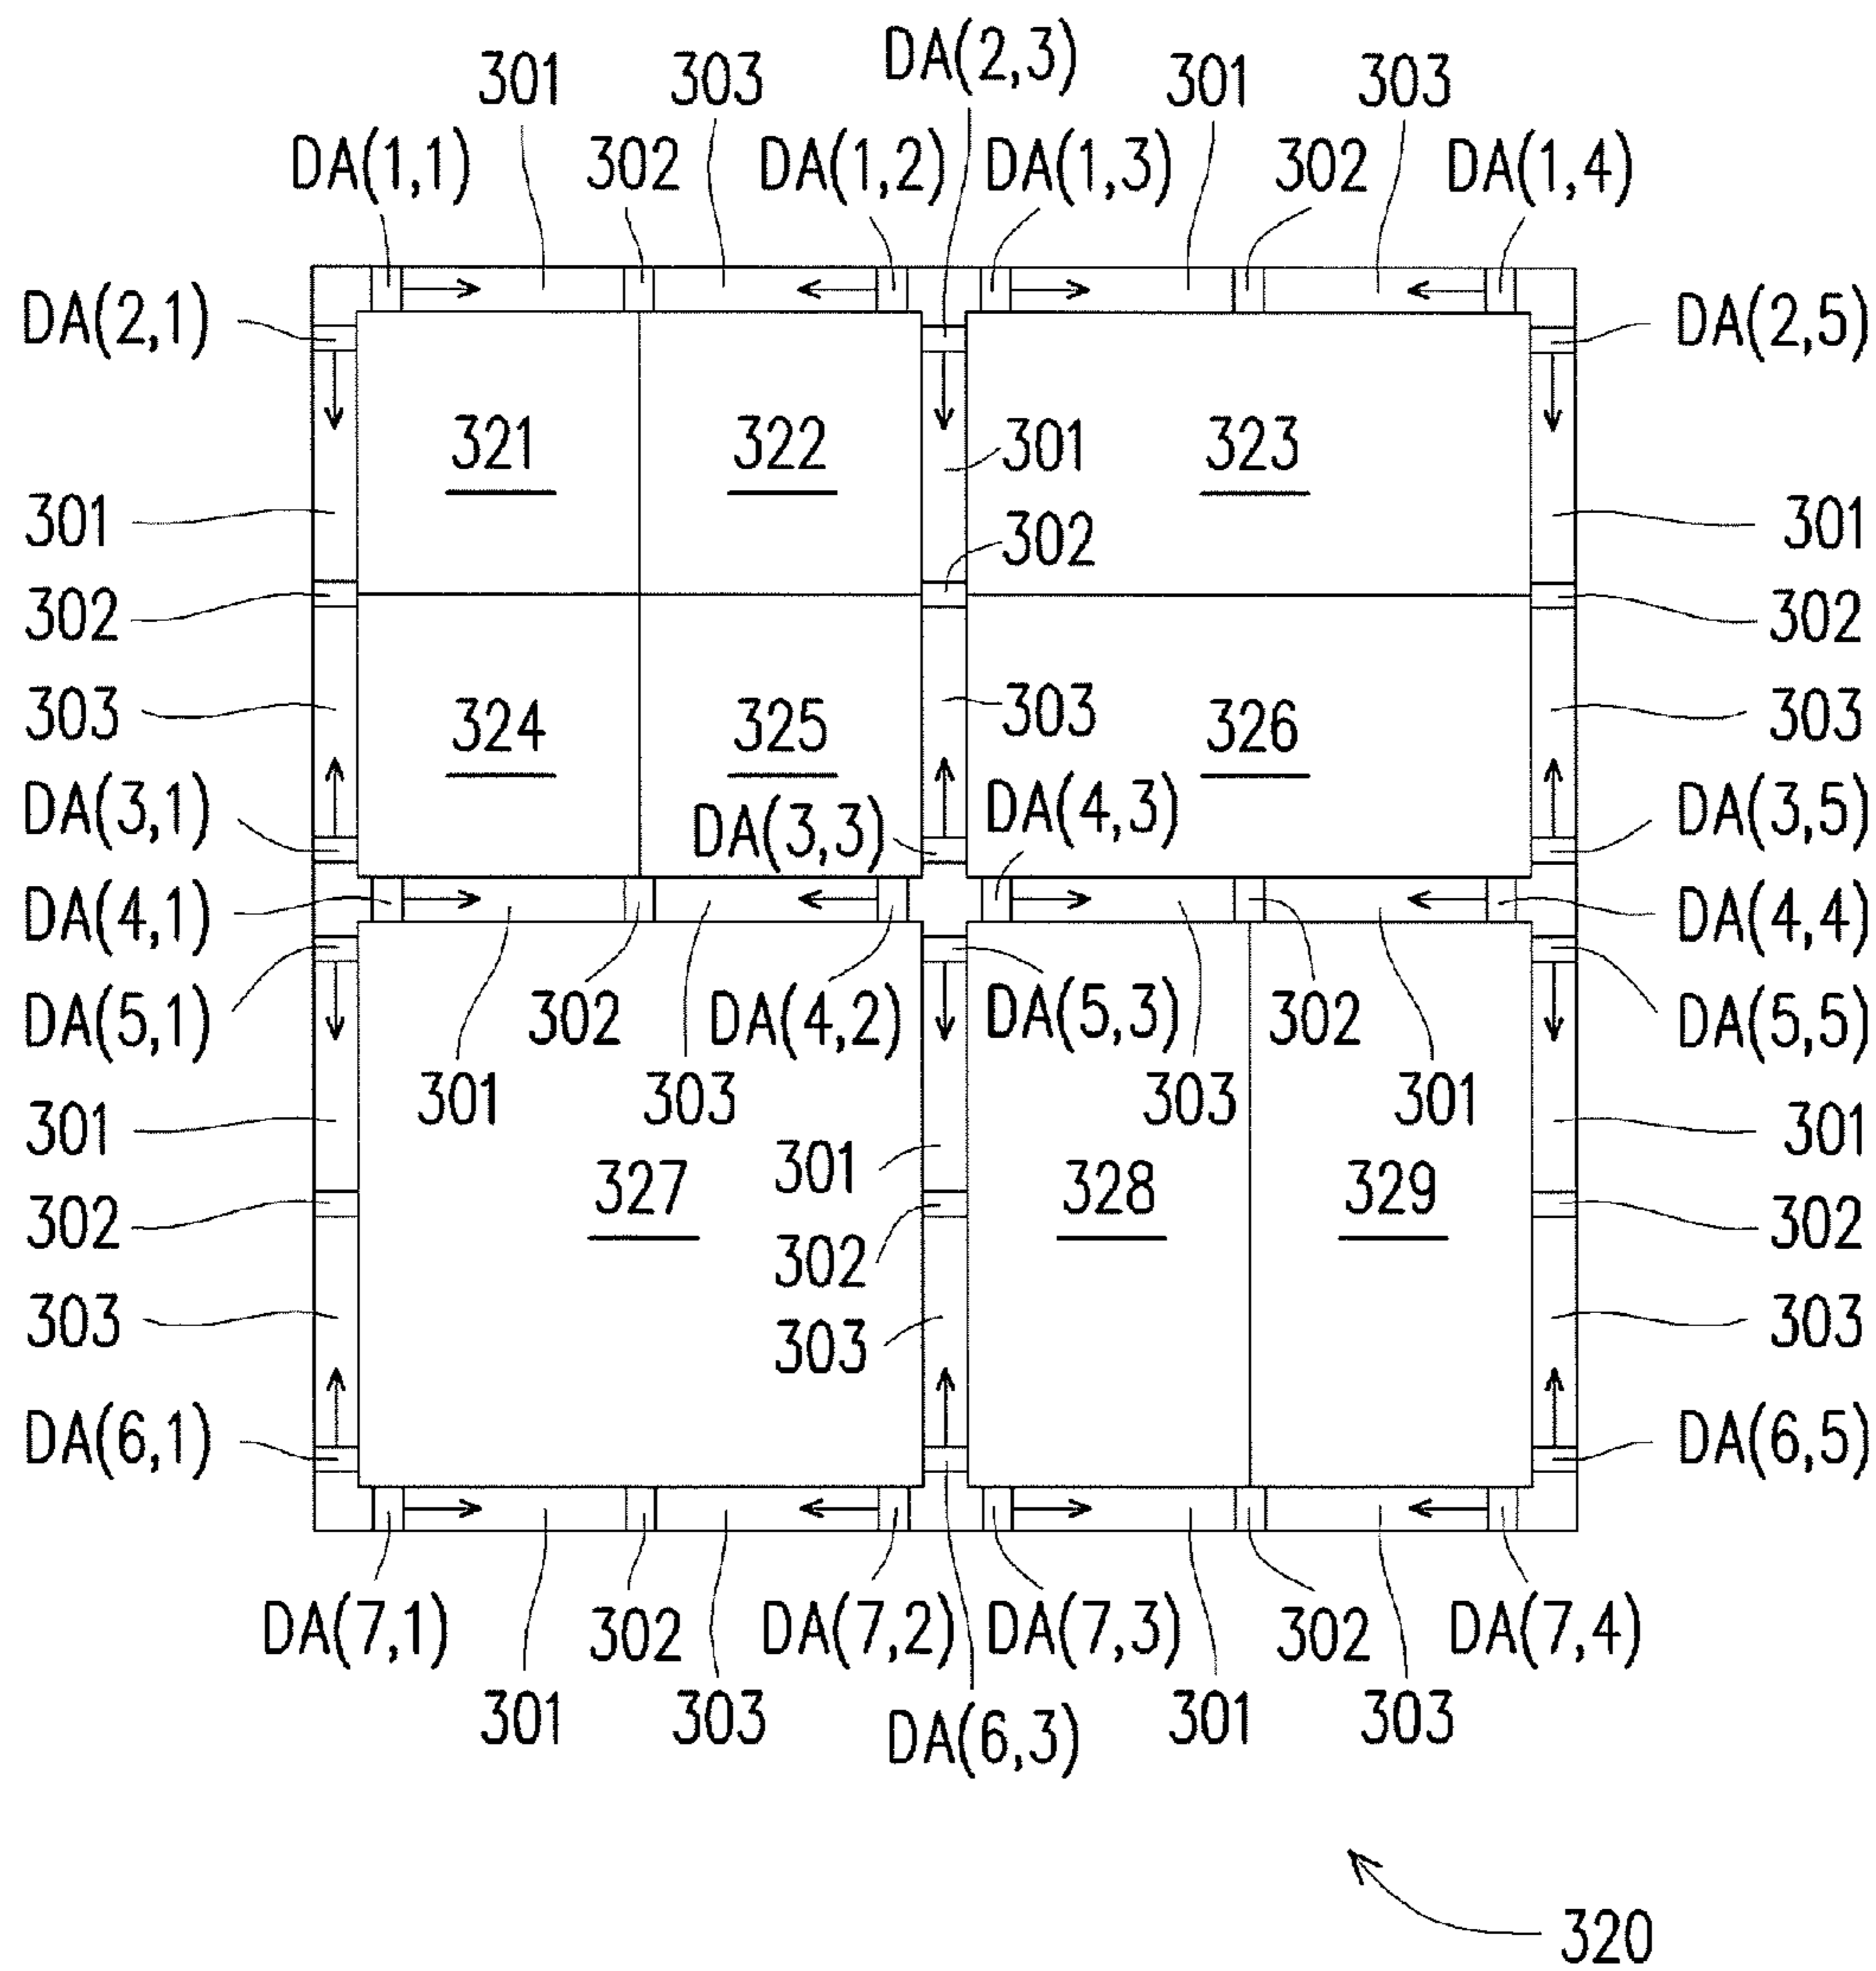 DA(2,3)
301 303 301 303
DA(1,1) 302 DA(1,2) DA(1,3) 302 DA(1,4)
DA(2,1) DA(2,5)
321 322 301 323
301 302 301
302 302
303 324 325 303 326 303
DA(3,1) DA(3,3) DA(4,3) DA(3,5)
DA(4,1) DA(4,4)
DA(5,1) 302 DA(4,2) DA(5,3) 302 DA(5,5)
301 303 303 301
301 301 301
327 328 329
302 302 302
303 303 303
DA(6,1) DA(6,5)
DA(7,1) 302 DA(7,2) DA(7,3) 302 DA(7,4)
301 303 DA(6,3) 301 303
320